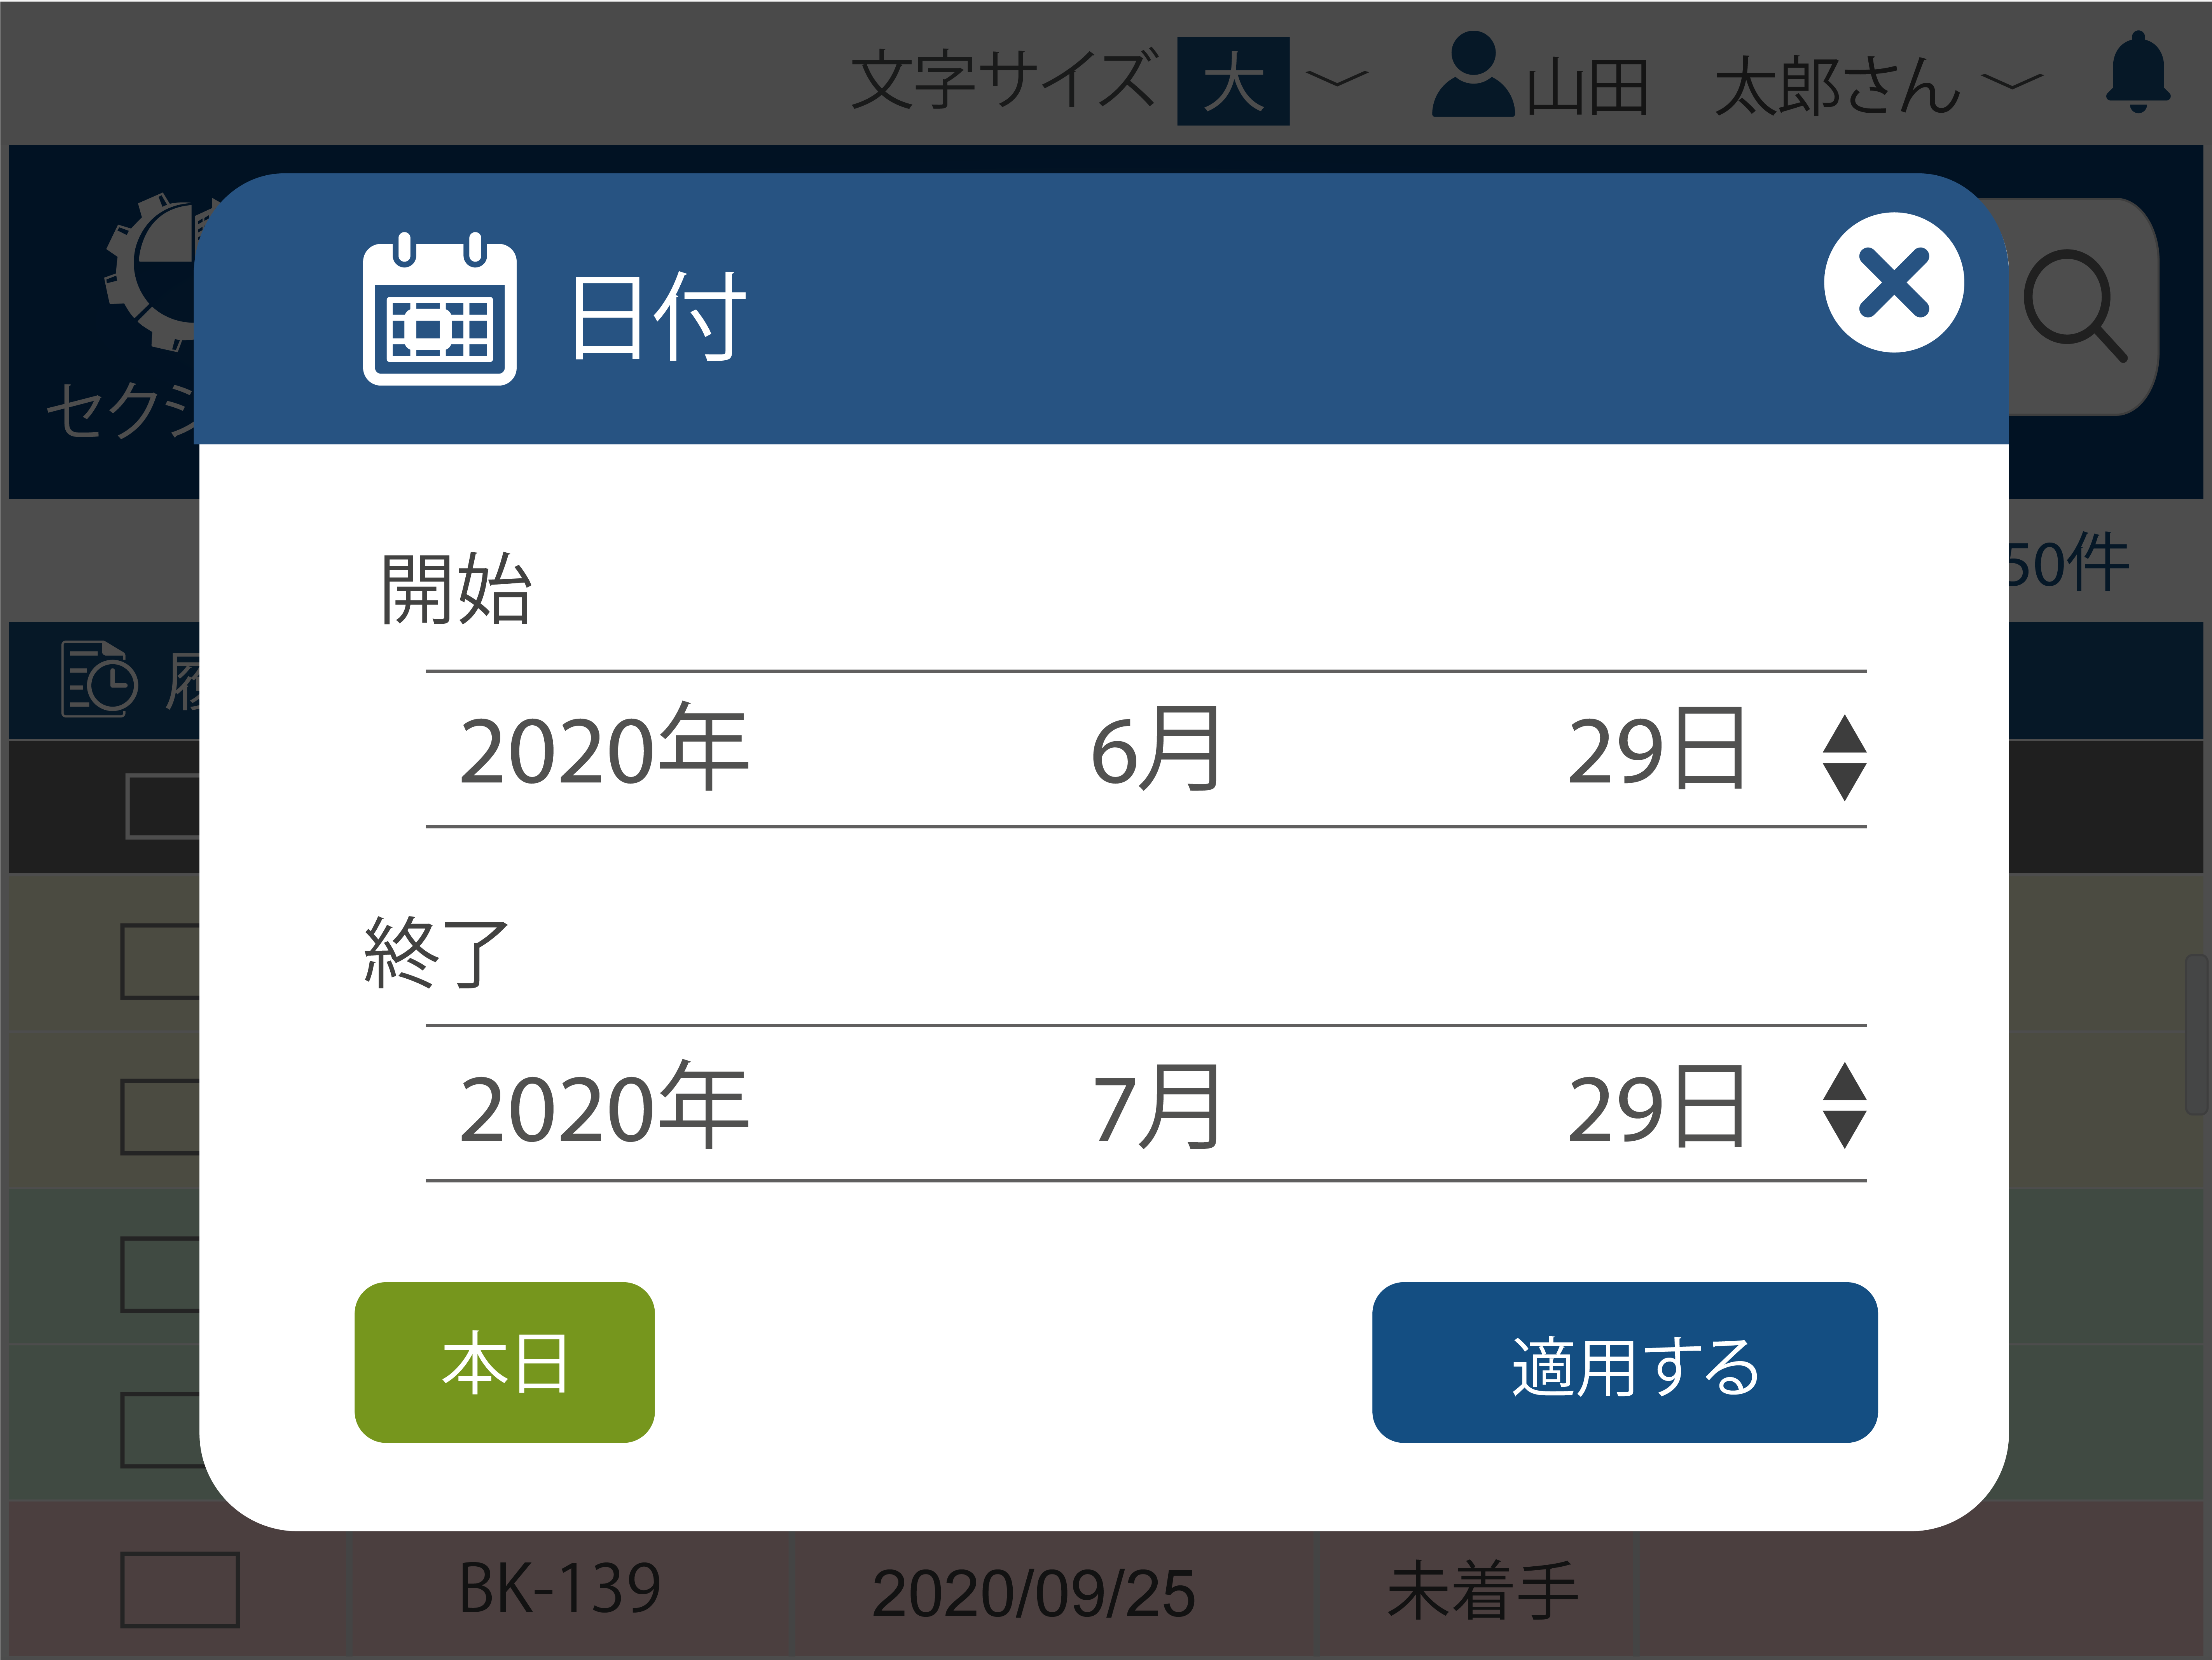 文字サイズ 大 山田 太郎さん
日付
セクシ
50件
開始
2020年 6月 29日
終了
2020年 7月 29日
本日 適用する
BK-139 2020/09/25 未着手